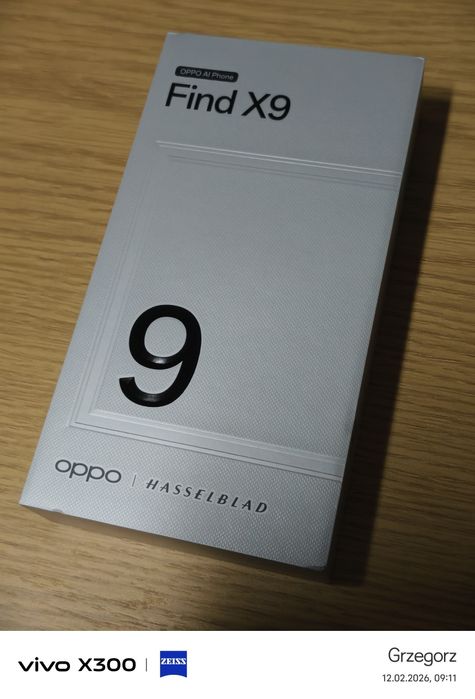 OPPO AI Phone
Find X9
9
oppo | HASSELBLAD
vivo X300 | ZEISS
Grzegorz
12.02.2026, 09:11